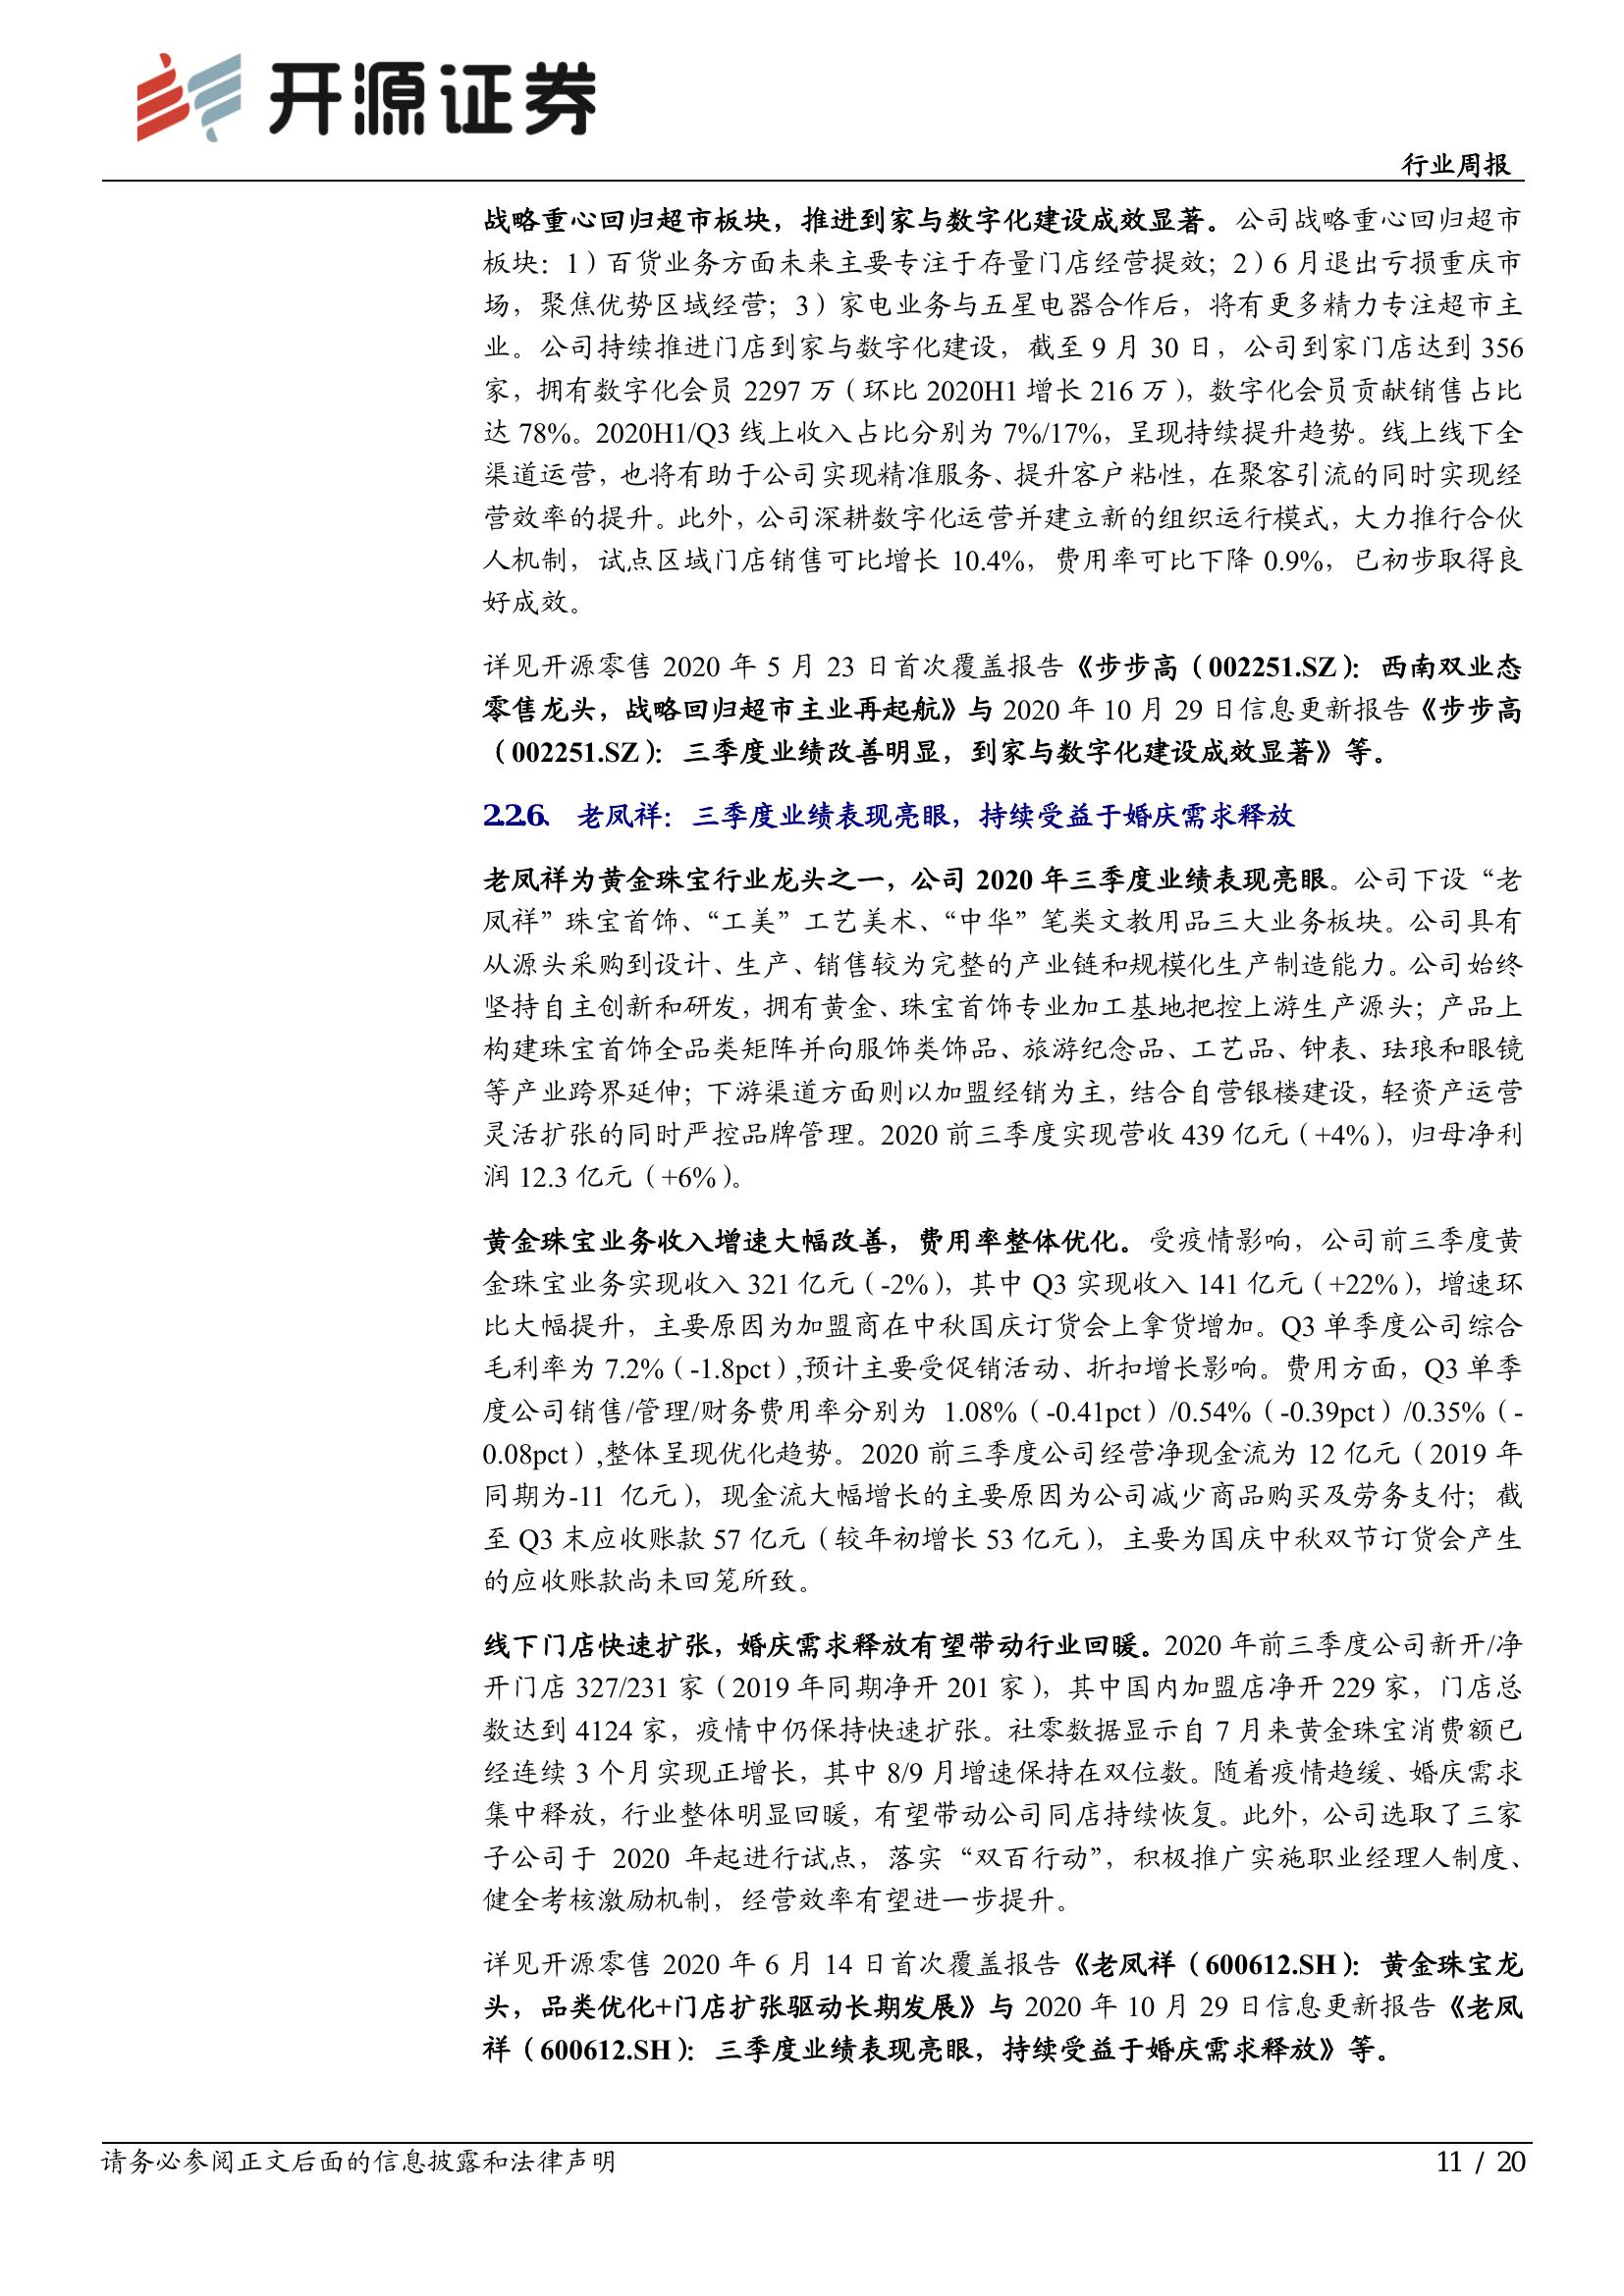 开源证券
行业周报
战略重心回归超市板块，推进到家与数字化建设成效显著。公司战略重心回归超市
板块：1）百货业务方面未来主要专注于存量门店经营提效；2）6 月退出亏损重庆市
场，聚焦优势区域经营；3）家电业务与五星电器合作后，将有更多精力专注超市主
业。公司持续推进门店到家与数字化建设，截至 9 月 30 日，公司到家门店达到 356
家，拥有数字化会员 2297 万（环比 2020H1 增长 216 万），数字化会员贡献销售占比
达 78%。2020H1/Q3 线上收入占比分别为 7%/17%，呈现持续提升趋势。线上线下全
渠道运营，也将有助于公司实现精准服务、提升客户粘性，在聚客引流的同时实现经
营效率的提升。此外，公司深耕数字化运营并建立新的组织运行模式，大力推行合伙
人机制，试点区域门店销售可比增长 10.4%，费用率可比下降 0.9%，已初步取得良
好成效。
详见开源零售 2020 年 5 月 23 日首次覆盖报告《步步高（002251.SZ）：西南双业态
零售龙头，战略回归超市主业再起航》与 2020 年 10 月 29 日信息更新报告《步步高
（002251.SZ）：三季度业绩改善明显，到家与数字化建设成效显著》等。
2.2.6、 老凤祥：三季度业绩表现亮眼，持续受益于婚庆需求释放
老凤祥为黄金珠宝行业龙头之一，公司 2020 年三季度业绩表现亮眼。公司下设“老
凤祥”珠宝首饰、“工美”工艺美术、“中华”笔类文教用品三大业务板块。公司具有
从源头采购到设计、生产、销售较为完整的产业链和规模化生产制造能力。公司始终
坚持自主创新和研发，拥有黄金、珠宝首饰专业加工基地把控上游生产源头；产品上
构建珠宝首饰全品类矩阵并向服饰类饰品、旅游纪念品、工艺品、钟表、珐琅和眼镜
等产业跨界延伸；下游渠道方面则以加盟经销为主，结合自营银楼建设，轻资产运营
灵活扩张的同时严控品牌管理。2020 前三季度实现营收 439 亿元（+4%），归母净利
润 12.3 亿元（+6%）。
黄金珠宝业务收入增速大幅改善，费用率整体优化。受疫情影响，公司前三季度黄
金珠宝业务实现收入 321 亿元（-2%），其中 Q3 实现收入 141 亿元（+22%），增速环
比大幅提升，主要原因为加盟商在中秋国庆订货会上拿货增加。Q3 单季度公司综合
毛利率为 7.2%（-1.8pct）,预计主要受促销活动、折扣增长影响。费用方面，Q3 单季
度公司销售/管理/财务费用率分别为 1.08%（-0.41pct）/0.54%（-0.39pct）/0.35%（-
0.08pct）,整体呈现优化趋势。2020 前三季度公司经营净现金流为 12 亿元（2019 年
同期为-11 亿元），现金流大幅增长的主要原因为公司减少商品购买及劳务支付；截
至 Q3 末应收账款 57 亿元（较年初增长 53 亿元），主要为国庆中秋双节订货会产生
的应收账款尚未回笼所致。
线下门店快速扩张，婚庆需求释放有望带动行业回暖。2020 年前三季度公司新开/净
开门店 327/231 家（2019 年同期净开 201 家），其中国内加盟店净开 229 家，门店总
数达到 4124 家，疫情中仍保持快速扩张。社零数据显示自 7 月来黄金珠宝消费额已
经连续 3 个月实现正增长，其中 8/9 月增速保持在双位数。随着疫情趋缓、婚庆需求
集中释放，行业整体明显回暖，有望带动公司同店持续恢复。此外，公司选取了三家
子公司于 2020 年起进行试点，落实“双百行动”，积极推广实施职业经理人制度、
健全考核激励机制，经营效率有望进一步提升。
详见开源零售 2020 年 6 月 14 日首次覆盖报告《老凤祥（600612.SH）：黄金珠宝龙
头，品类优化+门店扩张驱动长期发展》与 2020 年 10 月 29 日信息更新报告《老凤
祥（600612.SH）：三季度业绩表现亮眼，持续受益于婚庆需求释放》等。
请务必参阅正文后面的信息披露和法律声明
11 / 20